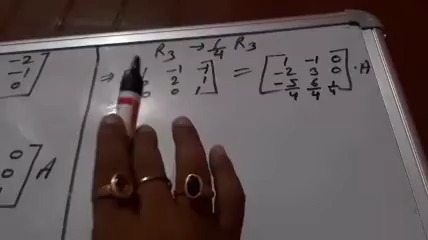 -2
-1
0
0
0
] A
R₃ → 1/4 R₃
⇒ -1 -1 = [ 1 -1 0
2 1 -2 3 0
0 0 1 ] -5/4 6/4 1/4 ] · A